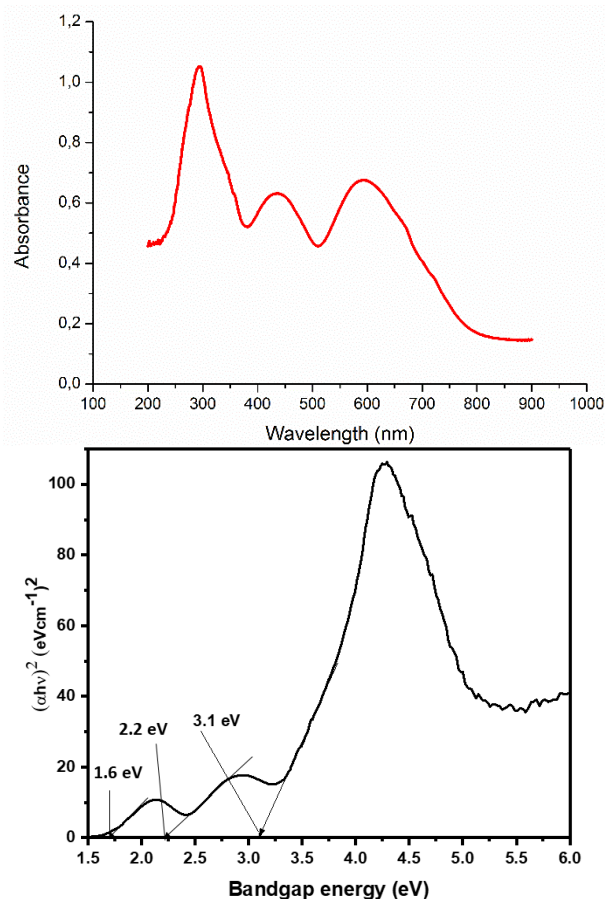 1,2
1,0
0,8
0,6
0,4
0,2
0,0
Absorbance
100 200 300 400 500 600 700 800 900 1000
Wavelength (nm)
100
80
60
40
20
0
(αhν)² (eVcm⁻¹)²
1.6 eV
2.2 eV
3.1 eV
1.5 2.0 2.5 3.0 3.5 4.0 4.5 5.0 5.5 6.0
Bandgap energy (eV)